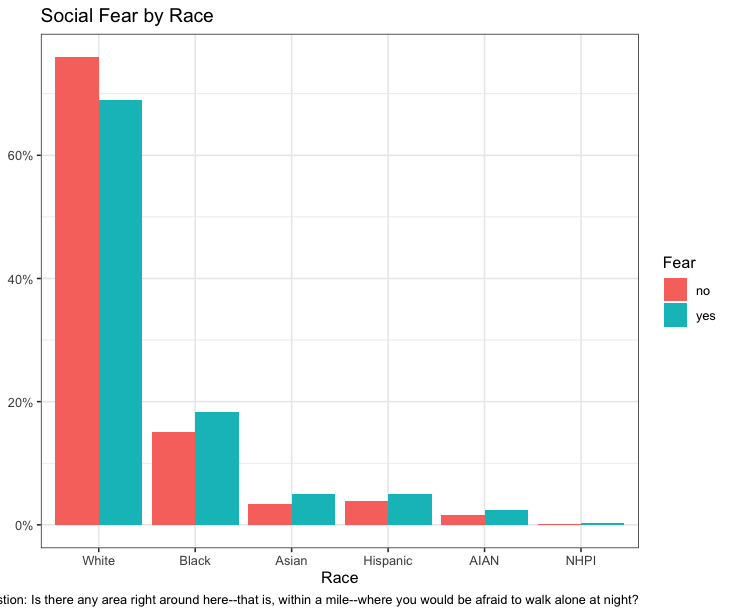 Social Fear by Race
60%
40%
20%
0%
White Black Asian Hispanic AIAN NHPI
Race
Fear
no
yes
stion: Is there any area right around here--that is, within a mile--where you would be afraid to walk alone at night?